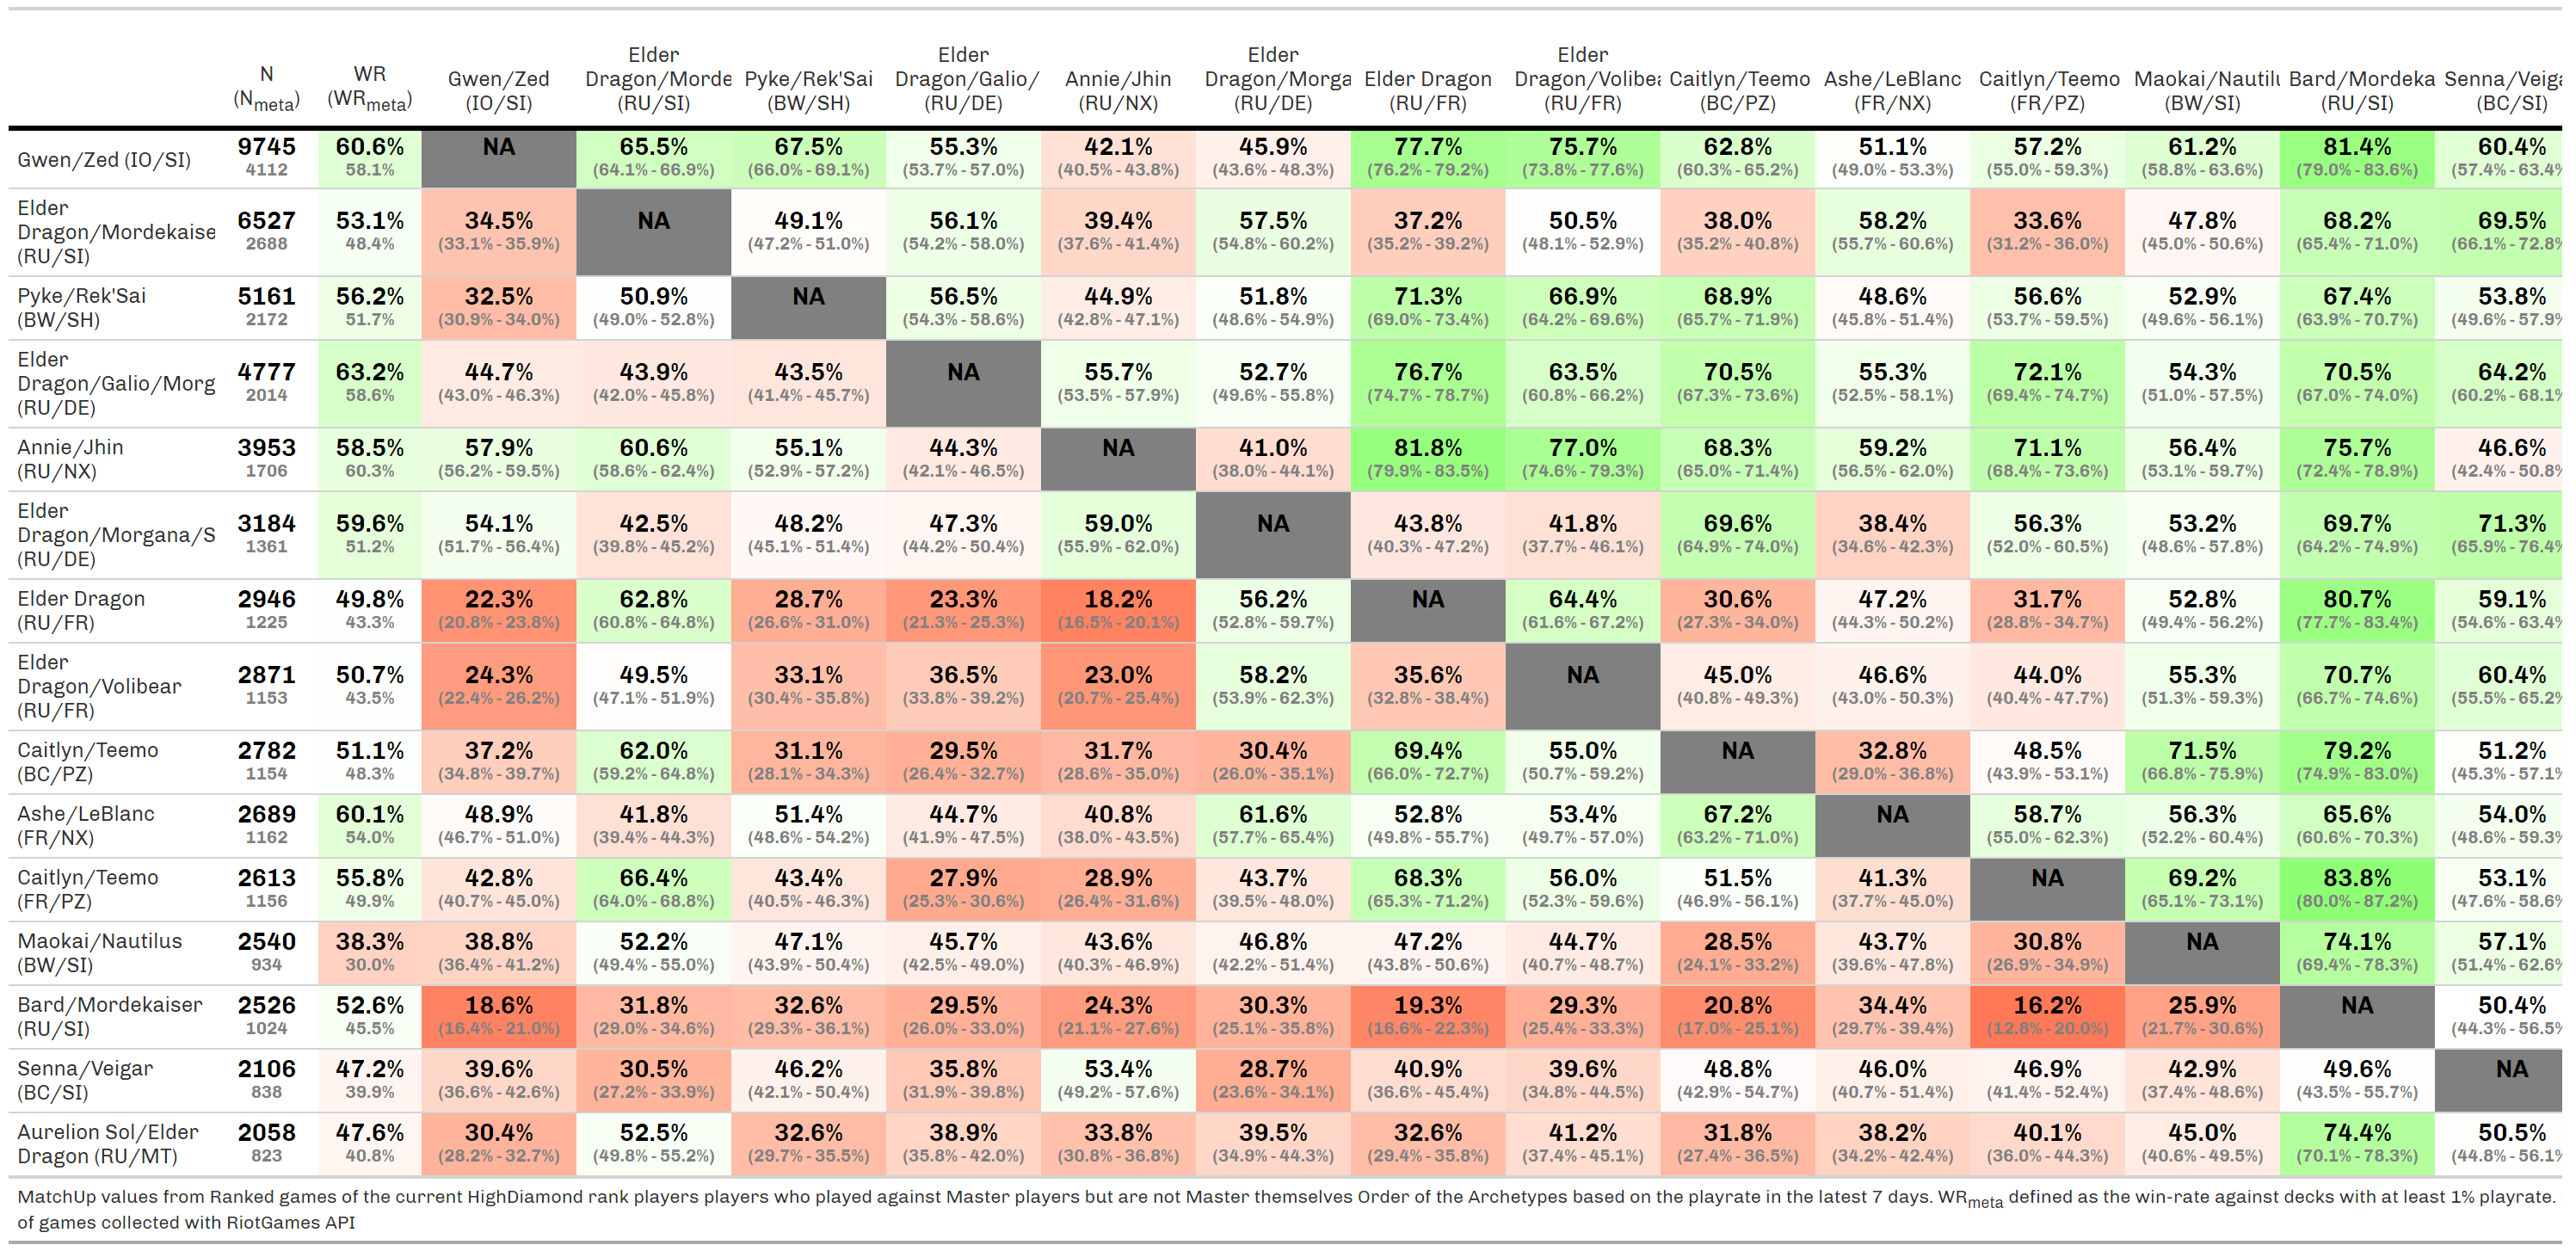 Elder Elder Elder Elder
N WR Gwen/Zed Dragon/Morde Pyke/Rek'Sai Dragon/Galio/ Annie/Jhin Dragon/Morga Elder Dragon Dragon/Volibea Caitlyn/Teemo Ashe/LeBlanc Caitlyn/Teemo Maokai/Nautilu Bard/Mordeka Senna/Veiga
(Nmeta) (WRmeta) (IO/SI) (RU/SI) (BW/SH) (RU/DE) (RU/NX) (RU/DE) (RU/FR) (RU/FR) (BC/PZ) (FR/NX) (FR/PZ) (BW/SI) (RU/SI) (BC/SI)
Gwen/Zed (IO/SI) 9745 60.6% NA 65.5% 67.5% 55.3% 42.1% 45.9% 77.7% 75.7% 62.8% 51.1% 57.2% 61.2% 81.4% 60.4%
4112 58.1% (64.1% - 66.9%) (66.0% - 69.1%) (53.7% - 57.0%) (40.5% - 43.8%) (43.6% - 48.3%) (76.2% - 79.2%) (73.8% - 77.6%) (60.3% - 65.2%) (49.0% - 53.3%) (55.0% - 59.3%) (58.8% - 63.6%) (79.0% - 83.6%) (57.4% - 63.4%
Elder
Dragon/Mordekaise 6527 53.1% 34.5% NA 49.1% 56.1% 39.4% 57.5% 37.2% 50.5% 38.0% 58.2% 33.6% 47.8% 68.2% 69.5%
(RU/SI) 2688 48.4% (33.1% - 35.9%) (47.2% - 51.0%) (54.2% - 58.0%) (37.6% - 41.4%) (54.8% - 60.2%) (35.2% - 39.2%) (48.1% - 52.9%) (35.2% - 40.8%) (55.7% - 60.6%) (31.2% - 36.0%) (45.0% - 50.6%) (65.4% - 71.0%) (66.1% - 72.8%
Pyke/Rek'Sai 5161 56.2% 32.5% 50.9% NA 56.5% 44.9% 51.8% 71.3% 66.9% 68.9% 48.6% 56.6% 52.9% 67.4% 53.8%
(BW/SH) 2172 51.7% (30.9% - 34.0%) (49.0% - 52.8%) (54.3% - 58.6%) (42.8% - 47.1%) (48.6% - 54.9%) (69.0% - 73.4%) (64.2% - 69.6%) (65.7% - 71.9%) (45.8% - 51.4%) (53.7% - 59.5%) (49.6% - 56.1%) (63.9% - 70.7%) (49.6% - 57.9%
Elder
Dragon/Galio/Morg 4777 63.2% 44.7% 43.9% 43.5% NA 55.7% 52.7% 76.7% 63.5% 70.5% 55.3% 72.1% 54.3% 70.5% 64.2%
(RU/DE) 2014 58.6% (43.0% - 46.3%) (42.0% - 45.8%) (41.4% - 45.7%) (53.5% - 57.9%) (49.6% - 55.8%) (74.7% - 78.7%) (60.8% - 66.2%) (67.3% - 73.6%) (52.5% - 58.1%) (69.4% - 74.7%) (51.0% - 57.5%) (67.0% - 74.0%) (60.2% - 68.1%
Annie/Jhin 3953 58.5% 57.9% 60.6% 55.1% 44.3% NA 41.0% 81.8% 77.0% 68.3% 59.2% 71.1% 56.4% 75.7% 46.6%
(RU/NX) 1706 60.3% (56.2% - 59.5%) (58.6% - 62.4%) (52.9% - 57.2%) (42.1% - 46.5%) (38.0% - 44.1%) (79.9% - 83.5%) (74.6% - 79.3%) (65.0% - 71.4%) (56.5% - 62.0%) (68.4% - 73.6%) (53.1% - 59.7%) (72.4% - 78.9%) (42.4% - 50.8%
Elder
Dragon/Morgana/S 3184 59.6% 54.1% 42.5% 48.2% 47.3% 59.0% NA 43.8% 41.8% 69.6% 38.4% 56.3% 53.2% 69.7% 71.3%
(RU/DE) 1361 51.2% (51.7% - 56.4%) (39.8% - 45.2%) (45.1% - 51.4%) (44.2% - 50.4%) (55.9% - 62.0%) (40.3% - 47.2%) (37.7% - 46.1%) (64.9% - 74.0%) (34.6% - 42.3%) (52.0% - 60.5%) (48.6% - 57.8%) (64.2% - 74.9%) (65.9% - 76.4%
Elder Dragon 2946 49.8% 22.3% 62.8% 28.7% 23.3% 18.2% 56.2% NA 64.4% 30.6% 47.2% 31.7% 52.8% 80.7% 59.1%
(RU/FR) 1225 43.3% (20.8% - 23.8%) (60.8% - 64.8%) (26.6% - 31.0%) (21.3% - 25.3%) (16.5% - 20.1%) (52.8% - 59.7%) (61.6% - 67.2%) (27.3% - 34.0%) (44.3% - 50.2%) (28.8% - 34.7%) (49.4% - 56.2%) (77.7% - 83.4%) (54.6% - 63.4%
Elder
Dragon/Volibear 2871 50.7% 24.3% 49.5% 33.1% 36.5% 23.0% 58.2% 35.6% NA 45.0% 46.6% 44.0% 55.3% 70.7% 60.4%
(RU/FR) 1153 43.5% (22.4% - 26.2%) (47.1% - 51.9%) (30.4% - 35.8%) (33.8% - 39.2%) (20.7% - 25.4%) (53.9% - 62.3%) (32.8% - 38.4%) (40.8% - 49.3%) (43.0% - 50.3%) (40.4% - 47.7%) (51.3% - 59.3%) (66.7% - 74.6%) (55.5% - 65.2%
Caitlyn/Teemo 2782 51.1% 37.2% 62.0% 31.1% 29.5% 31.7% 30.4% 69.4% 55.0% NA 32.8% 48.5% 71.5% 79.2% 51.2%
(BC/PZ) 1154 48.3% (34.8% - 39.7%) (59.2% - 64.8%) (28.1% - 34.3%) (26.4% - 32.7%) (28.6% - 35.0%) (26.0% - 35.1%) (66.0% - 72.7%) (50.7% - 59.2%) (29.0% - 36.8%) (43.9% - 53.1%) (66.8% - 75.9%) (74.9% - 83.0%) (45.3% - 57.1%
Ashe/LeBlanc 2689 60.1% 48.9% 41.8% 51.4% 44.7% 40.8% 61.6% 52.8% 53.4% 67.2% NA 58.7% 56.3% 65.6% 54.0%
(FR/NX) 1162 54.0% (46.7% - 51.0%) (39.4% - 44.3%) (48.6% - 54.2%) (41.9% - 47.5%) (38.0% - 43.5%) (57.7% - 65.4%) (49.8% - 55.7%) (49.7% - 57.0%) (63.2% - 71.0%) (55.0% - 62.3%) (52.2% - 60.4%) (60.6% - 70.3%) (48.6% - 59.3%
Caitlyn/Teemo 2613 55.8% 42.8% 66.4% 43.4% 27.9% 28.9% 43.7% 68.3% 56.0% 51.5% 41.3% NA 69.2% 83.8% 53.1%
(FR/PZ) 1156 49.9% (40.7% - 45.0%) (64.0% - 68.8%) (40.5% - 46.3%) (25.3% - 30.6%) (26.4% - 31.6%) (39.5% - 48.0%) (65.3% - 71.2%) (52.3% - 59.6%) (46.9% - 56.1%) (37.7% - 45.0%) (65.1% - 73.1%) (80.0% - 87.2%) (47.6% - 58.6%
Maokai/Nautilus 2540 38.3% 38.8% 52.2% 47.1% 45.7% 43.6% 46.8% 47.2% 44.7% 28.5% 43.7% 30.8% NA 74.1% 57.1%
(BW/SI) 934 30.0% (36.4% - 41.2%) (49.4% - 55.0%) (43.9% - 50.4%) (42.5% - 49.0%) (40.3% - 46.9%) (42.2% - 51.4%) (43.8% - 50.6%) (40.7% - 48.7%) (24.1% - 33.2%) (39.6% - 47.8%) (26.9% - 34.9%) (69.4% - 78.3%) (51.4% - 62.6%
Bard/Mordekaiser 2526 52.6% 18.6% 31.8% 32.6% 29.5% 24.3% 30.3% 19.3% 29.3% 20.8% 34.4% 16.2% 25.9% NA 50.4%
(RU/SI) 1024 45.5% (16.4% - 21.0%) (29.0% - 34.6%) (29.3% - 36.1%) (26.0% - 33.0%) (21.1% - 27.6%) (25.1% - 35.8%) (16.6% - 22.3%) (25.4% - 33.3%) (17.0% - 25.1%) (29.7% - 39.4%) (12.8% - 20.0%) (21.7% - 30.6%) (44.3% - 56.5%
Senna/Veigar 2106 47.2% 39.6% 30.5% 46.2% 35.8% 53.4% 28.7% 40.9% 39.6% 48.8% 46.0% 46.9% 42.9% 49.6% NA
(BC/SI) 838 39.9% (36.6% - 42.6%) (27.2% - 33.9%) (42.1% - 50.4%) (31.9% - 39.8%) (49.2% - 57.6%) (23.6% - 34.1%) (36.6% - 45.4%) (34.8% - 44.5%) (42.9% - 54.7%) (40.7% - 51.4%) (41.4% - 52.4%) (37.4% - 48.6%) (43.5% - 55.7%)
Aurelion Sol/Elder 2058 47.6% 30.4% 52.5% 32.6% 38.9% 33.8% 39.5% 32.6% 41.2% 31.8% 38.2% 40.1% 45.0% 74.4% 50.5%
Dragon (RU/MT) 823 40.8% (28.2% - 32.7%) (49.8% - 55.2%) (29.7% - 35.5%) (35.8% - 42.0%) (30.8% - 36.8%) (34.9% - 44.3%) (29.4% - 35.8%) (37.4% - 45.1%) (27.4% - 36.5%) (34.2% - 42.4%) (36.0% - 44.3%) (40.6% - 49.5%) (70.1% - 78.3%) (44.8% - 56.1%
MatchUp values from Ranked games of the current HighDiamond rank players players who played against Master players but are not Master themselves Order of the Archetypes based on the playrate in the latest 7 days. WRmeta defined as the win-rate against decks with at least 1% playrate.
of games collected with RiotGames API